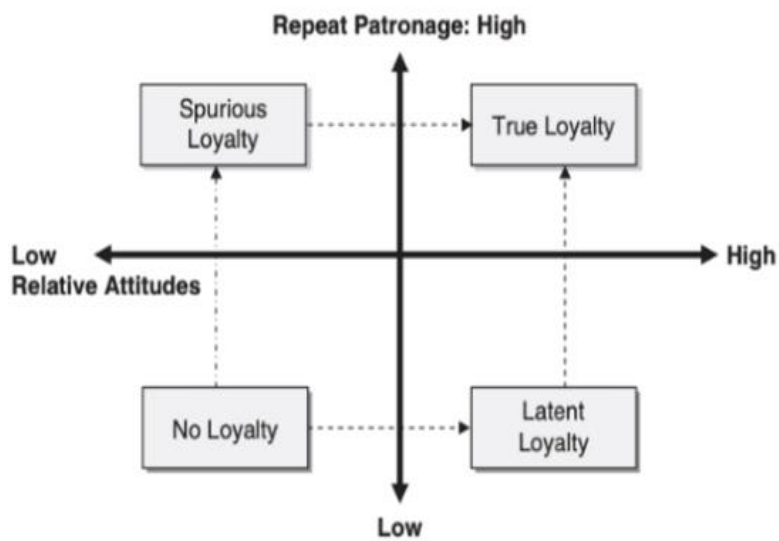 Repeat Patronage: High
Spurious
Loyalty
True Loyalty
Low
Relative Attitudes
High
No Loyalty
Latent
Loyalty
Low